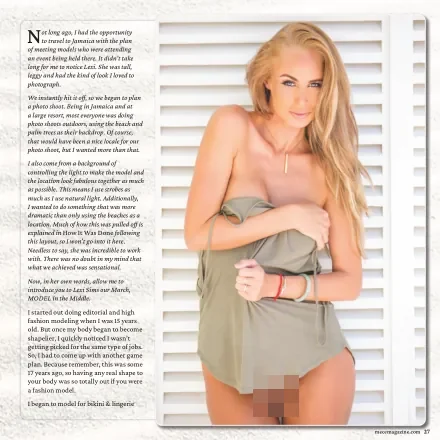 Not long ago, I had the opportunity
to travel to Jamaica with the plan
of meeting models who were attending
an event being held there. It didn't take
long for me to notice Lexi. She was tall,
leggy and had the kind of look I loved to
photograph.
We instantly hit it off, so we began to plan
a photo shoot. Being in Jamaica and at
a large resort, most everyone was doing
photo shoots outdoors, using the beach and
palm trees as their backdrop. Of course,
that would have been a nice locale for our
photo shoot, but I wanted more than that.
I also come from a background of
controlling the light to make the model and
the location look fabulous together as much
as possible. This means I use strobes as
much as I use natural light. Additionally,
I wanted to do something that was more
dramatic than only using the beaches as a
location. Much of how this was pulled off is
explained in How It Was Done following
this layout, so I won't go into it here.
Needless to say, she was incredible to work
with. There was no doubt in my mind that
what we achieved was sensational.
Now, in her own words, allow me to
introduce you to Lexi Simi our March,
MODEL in the Middle.
I started out doing editorial and high
fashion modeling when I was 15 years
old. But once my body began to become
shapelier, I quickly noticed I wasn't
getting picked for the same type of jobs.
So, I had to come up with another game
plan. Because remember, this was some
17 years ago, so having any real shape to
your body was so totally out if you were
a fashion model.
I began to model for bikini & lingerie
27